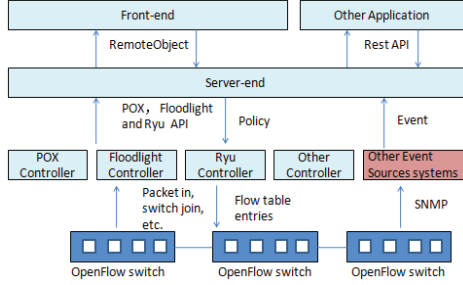 Front-end
Other Application
RemoteObject
Rest API
Server-end
POX, Floodlight
and Ryu API
Policy
Event
POX
Controller
Floodlight
Controller
Ryu
Controller
Other
Controller
Other Event
Sources systems
Packet in,
switch join,
etc.
Flow table
entries
SNMP
OpenFlow switch
OpenFlow switch
OpenFlow switch